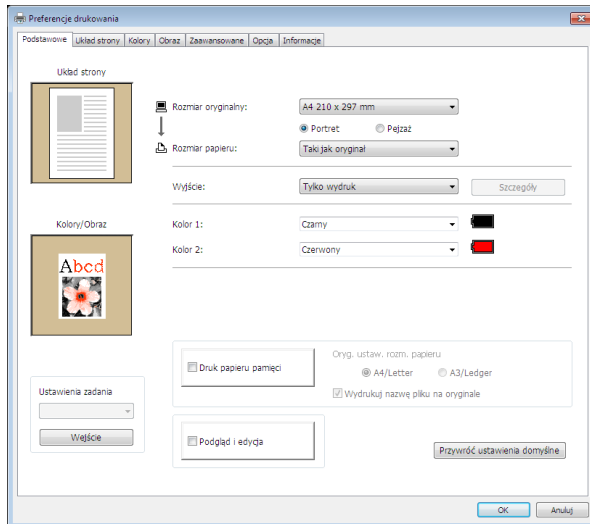 Preferencje drukowania
Podstawowe Układ strony Kolory Obraz Zaawansowane Opcja Informacje
Układ strony
Rozmiar oryginalny: A4 210 x 297 mm
Portret Pejzaż
Rozmiar papieru: Taki jak oryginał
Wyjście: Tylko wydruk Szczegóły
Kolory/Obraz
Kolor 1: Czarny
Kolor 2: Czerwony
Abcd
Druk papieru pamięci
Oryg. ustaw. rozm. papieru
A4/Letter A3/Ledger
Wydrukuj nazwę pliku na oryginale
Ustawienia zadania
Wejście
Podgląd i edycja
Przywróć ustawienia domyślne
OK Anuluj